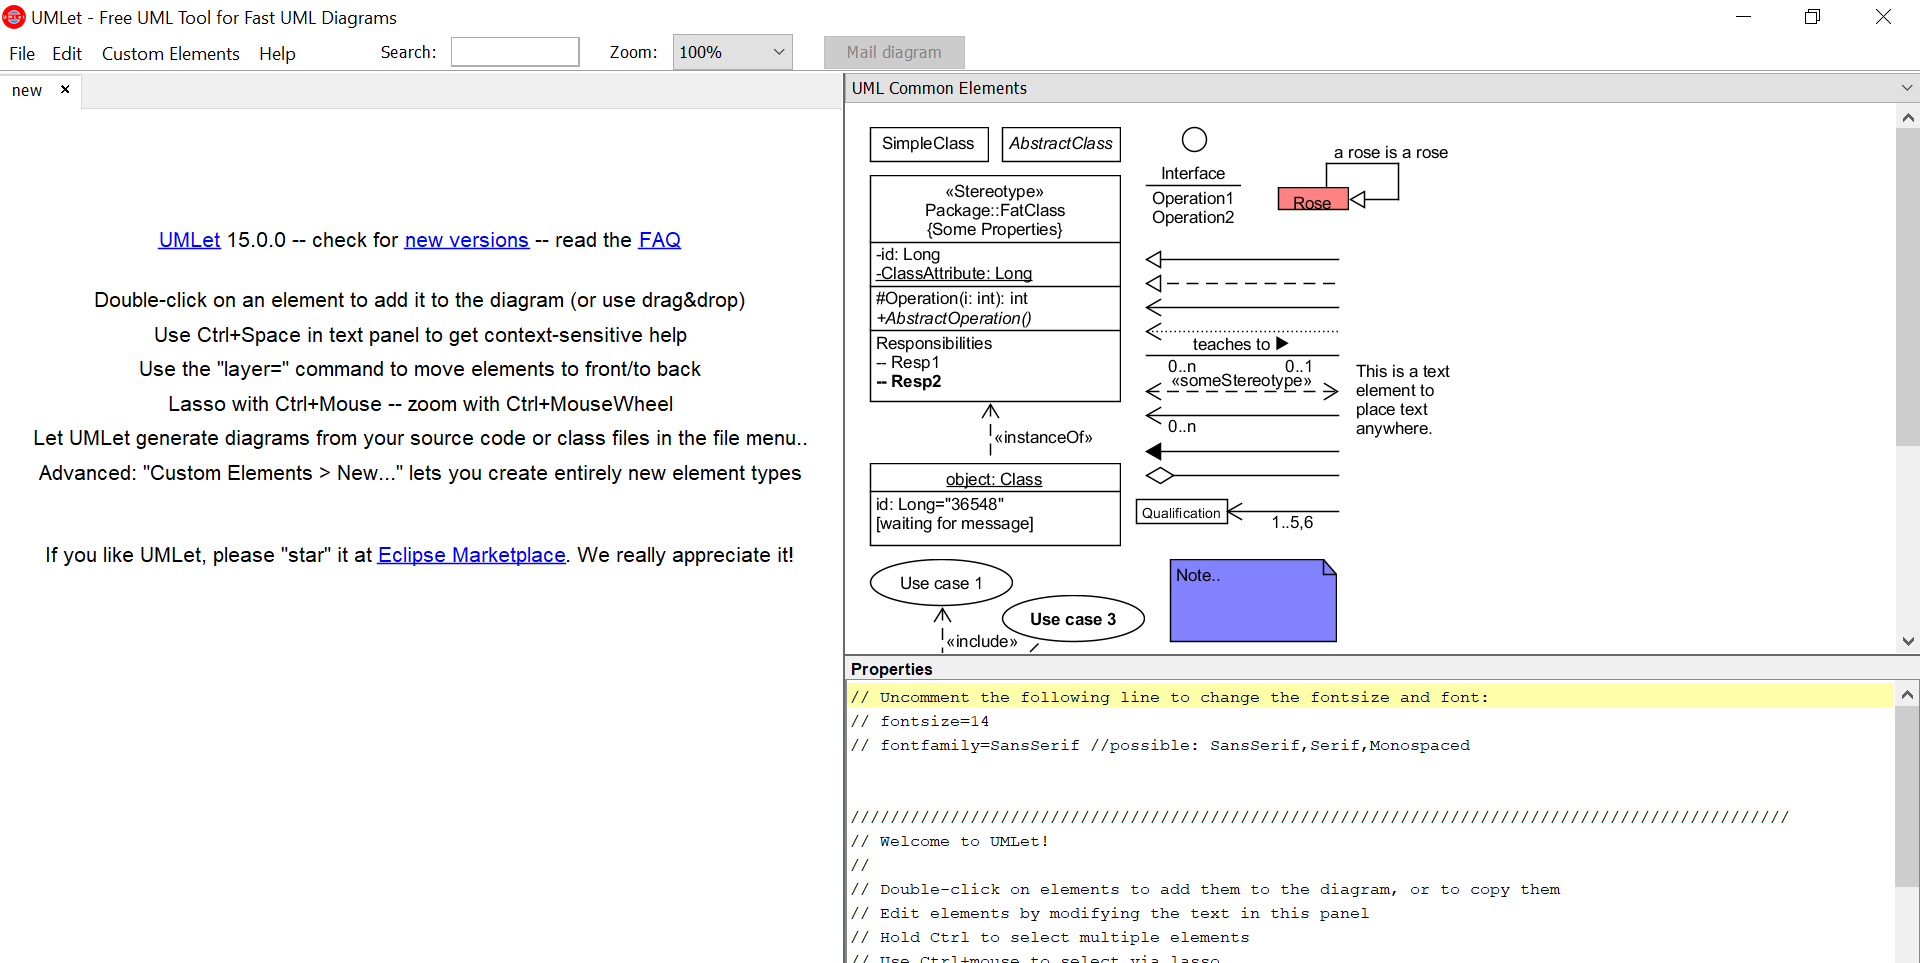 UMLet - Free UML Tool for Fast UML Diagrams
File Edit Custom Elements Help Search: Zoom: 100% Mail diagram
new
UMLet 15.0.0 -- check for new versions -- read the FAQ
Double-click on an element to add it to the diagram (or use drag&drop)
Use Ctrl+Space in text panel to get context-sensitive help
Use the "layer=" command to move elements to front/to back
Lasso with Ctrl+Mouse -- zoom with Ctrl+MouseWheel
Let UMLet generate diagrams from your source code or class files in the file menu..
Advanced: "Custom Elements > New..." lets you create entirely new element types
If you like UMLet, please "star" it at Eclipse Marketplace. We really appreciate it!
UML Common Elements
SimpleClass
AbstractClass
«Stereotype»
Package::FatClass
{Some Properties}
-id: Long
-ClassAttribute: Long
#Operation(i: int): int
+AbstractOperation()
Responsibilities
-- Resp1
-- Resp2
«instanceOf»
object: Class
id: Long="36548"
[waiting for message]
Use case 1
Use case 3
«include»
Interface
Operation1
Operation2
a rose is a rose
Rose
teaches to ▶
0..n 0..1
«someStereotype»
0..n
This is a text
element to
place text
anywhere.
Qualification
1..5,6
Note..
Properties
// Uncomment the following line to change the fontsize and font:
// fontsize=14
// fontfamily=SansSerif //possible: SansSerif,Serif,Monospaced
//////////////////////////////////////////////////////////////////////////////////////////////
// Welcome to UMLet!
//
// Double-click on elements to add them to the diagram, or to copy them
// Edit elements by modifying the text in this panel
// Hold Ctrl to select multiple elements
// Use Ctrl+mouse to select via lasso